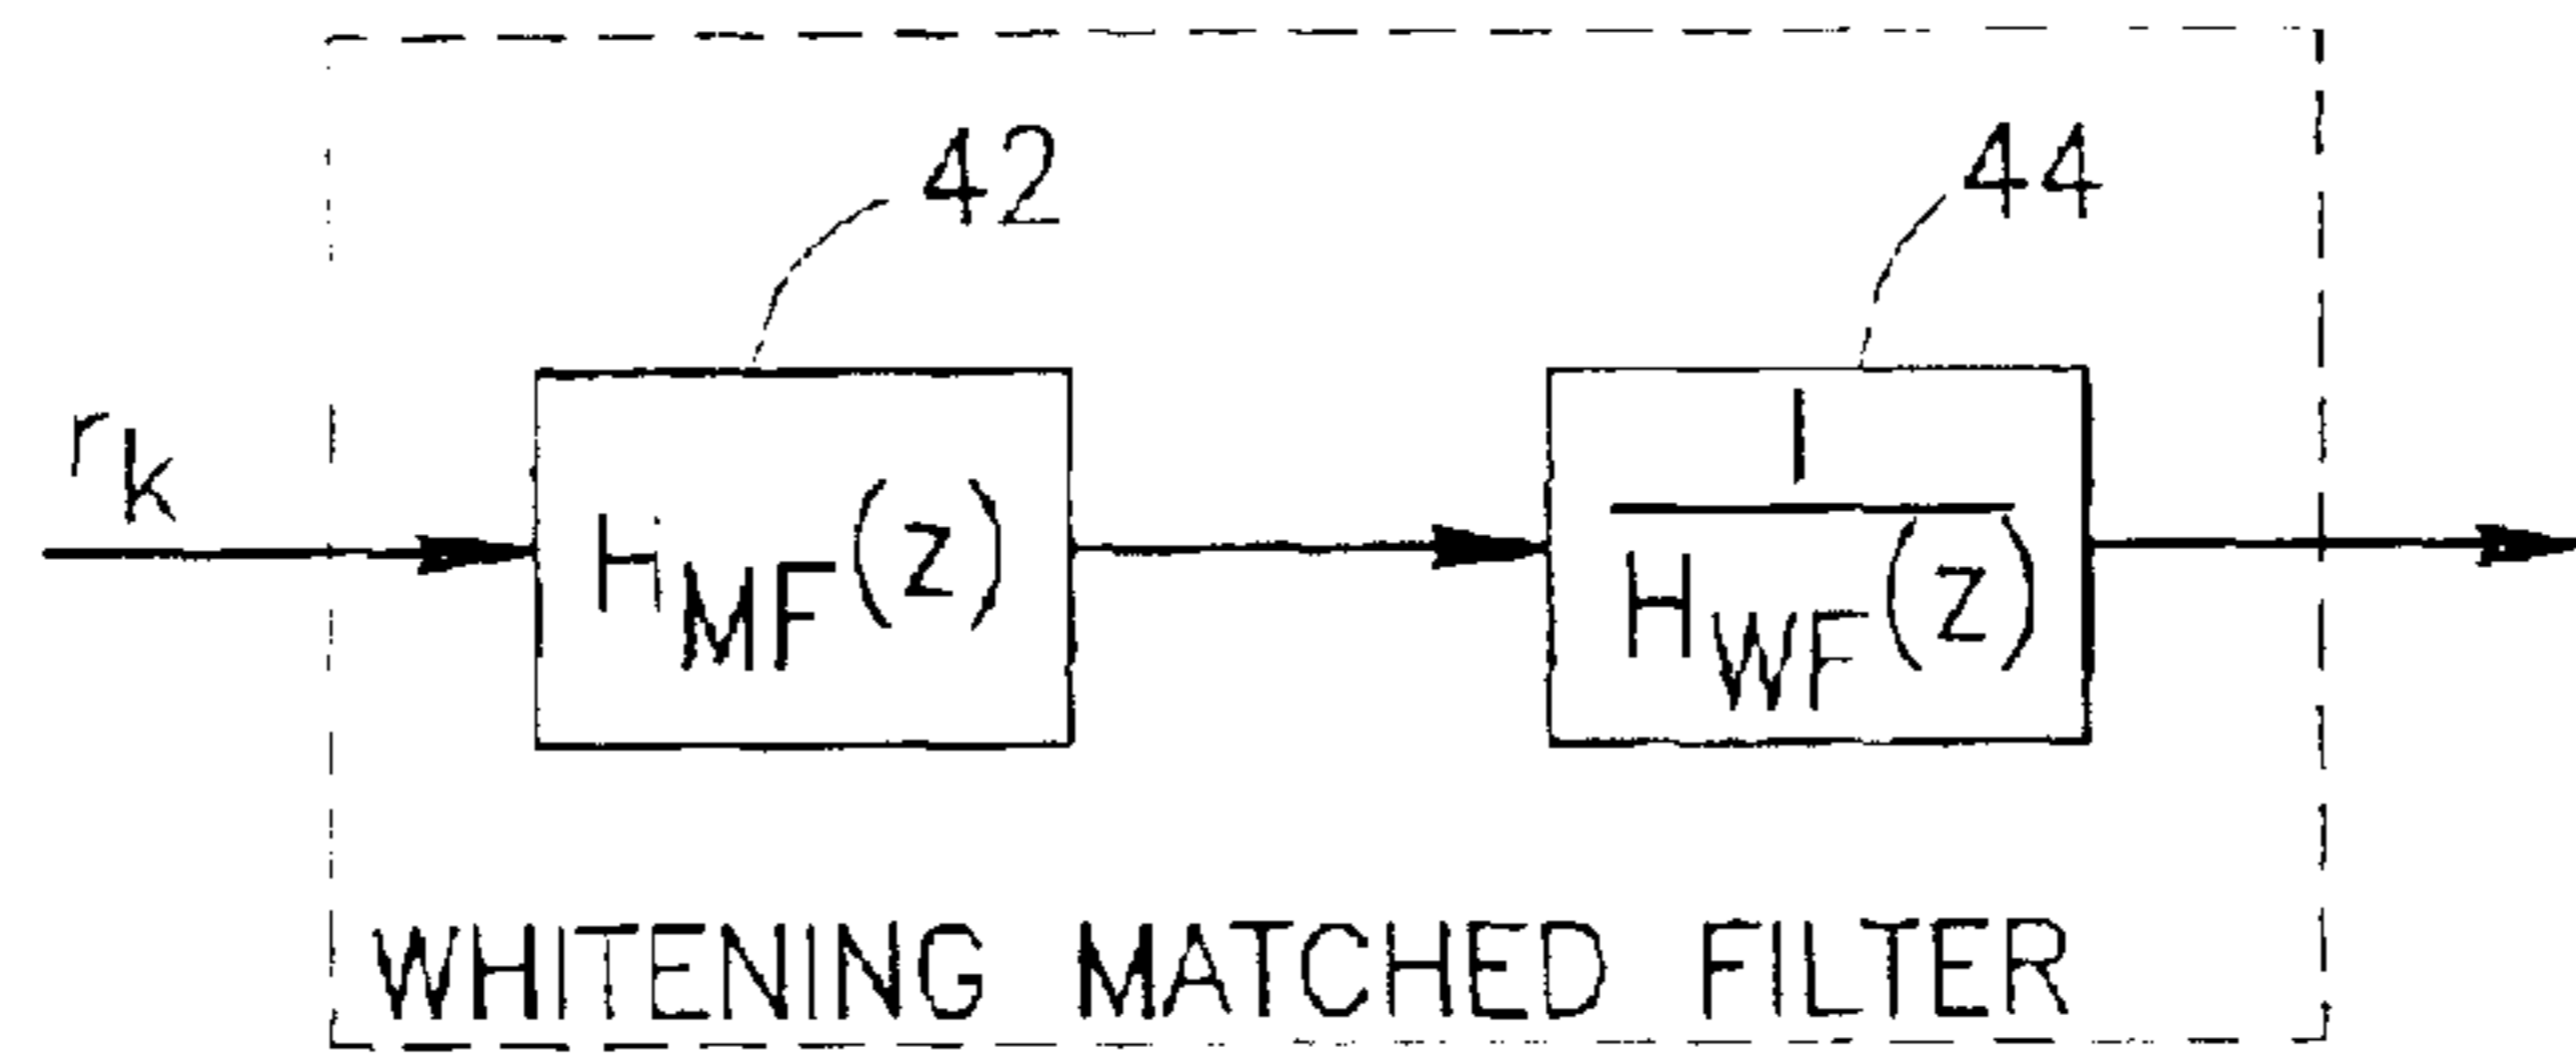 42
44
r_k
H_MF(z)
1
H_WF(z)
WHITENING MATCHED FILTER